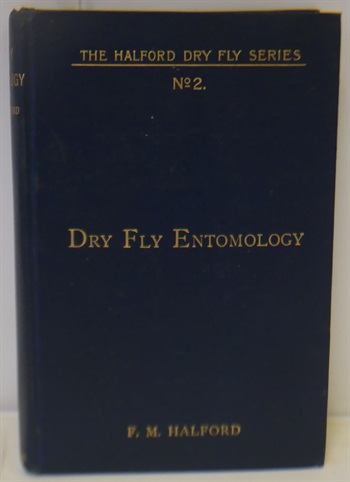 THE HALFORD DRY FLY SERIES
Nº2.
DRY FLY ENTOMOLOGY
F. M. HALFORD